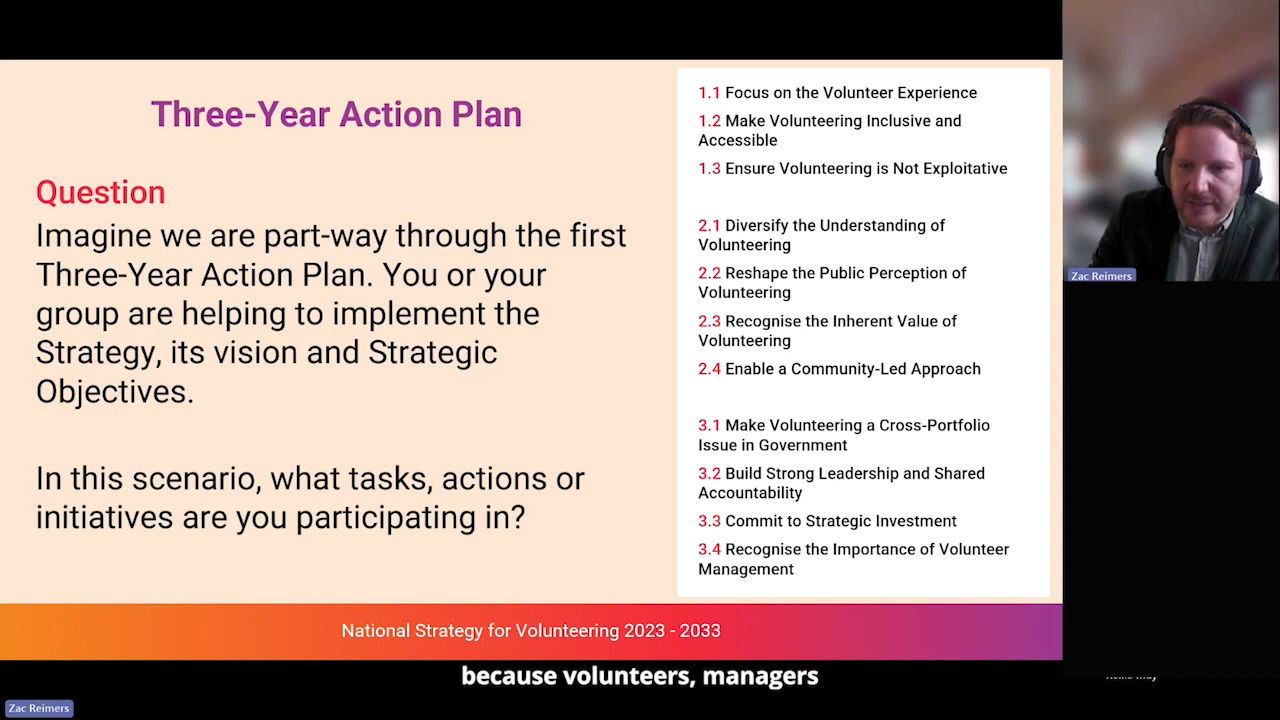 Three-Year Action Plan
Question
Imagine we are part-way through the first
Three-Year Action Plan. You or your
group are helping to implement the
Strategy, its vision and Strategic
Objectives.
In this scenario, what tasks, actions or
initiatives are you participating in?
1.1 Focus on the Volunteer Experience
1.2 Make Volunteering Inclusive and
Accessible
1.3 Ensure Volunteering is Not Exploitative
2.1 Diversify the Understanding of
Volunteering
2.2 Reshape the Public Perception of
Volunteering
2.3 Recognise the Inherent Value of
Volunteering
2.4 Enable a Community-Led Approach
3.1 Make Volunteering a Cross-Portfolio
Issue in Government
3.2 Build Strong Leadership and Shared
Accountability
3.3 Commit to Strategic Investment
3.4 Recognise the Importance of Volunteer
Management
Zac Reimers
National Strategy for Volunteering 2023 - 2033
because volunteers, managers
Zac Reimers